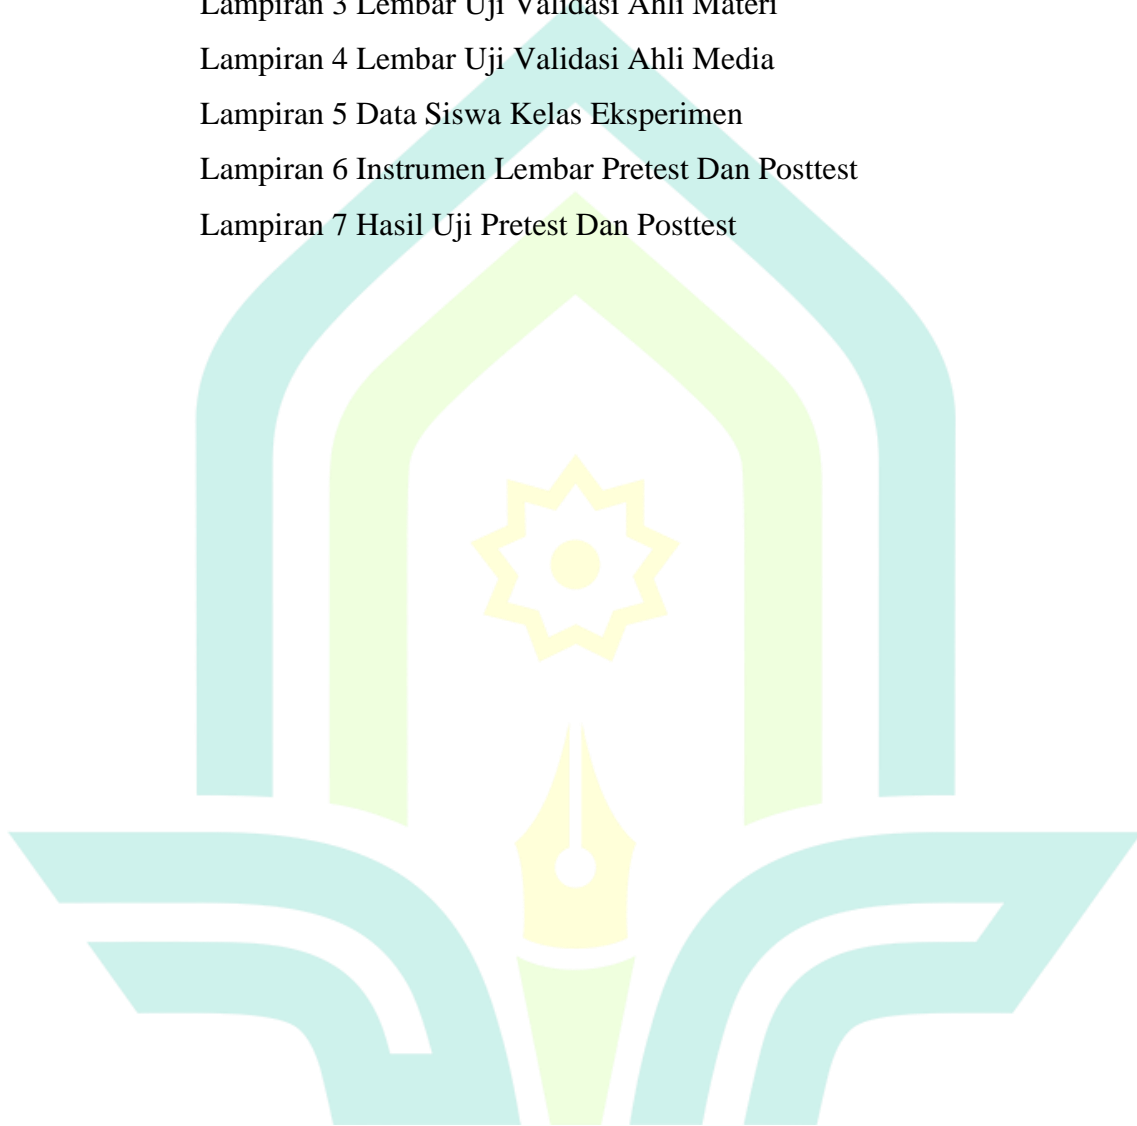 Lampiran 3 Lembar Uji Validasi Ahli Materi
Lampiran 4 Lembar Uji Validasi Ahli Media
Lampiran 5 Data Siswa Kelas Eksperimen
Lampiran 6 Instrumen Lembar Pretest Dan Posttest
Lampiran 7 Hasil Uji Pretest Dan Posttest